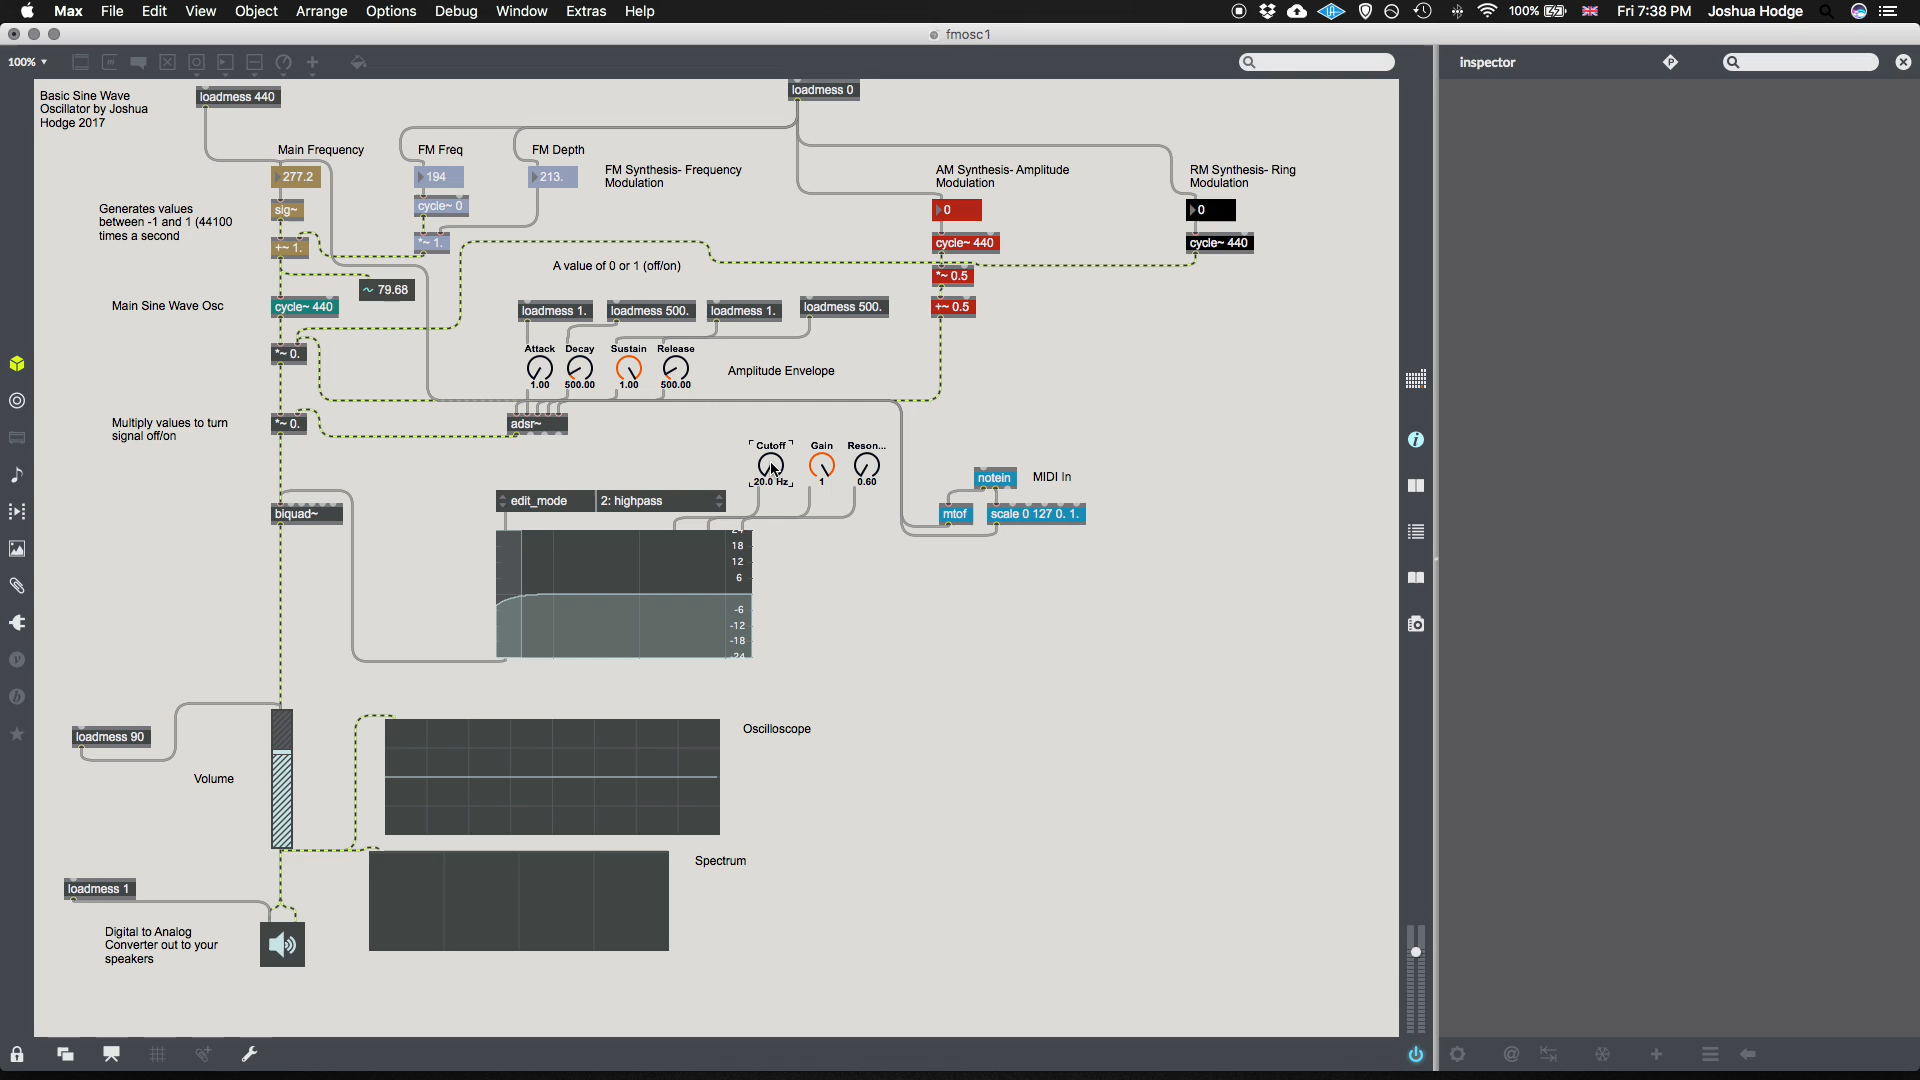 Max File Edit View Object Arrange Options Debug Window Extras Help
100% Fri 7:38 PM Joshua Hodge
fmosc1
100%
inspector
Basic Sine Wave
Oscillator by Joshua
Hodge 2017
loadmess 440
loadmess 0
Main Frequency
FM Freq
FM Depth
277.2
194
213.
FM Synthesis- Frequency
Modulation
AM Synthesis- Amplitude
Modulation
RM Synthesis- Ring
Modulation
Generates values
between -1 and 1 (44100
times a second
sig~
cycle~ 0
0
0
+~ 1.
*~ 1.
cycle~ 440
cycle~ 440
A value of 0 or 1 (off/on)
*~ 0.5
~ 79.68
Main Sine Wave Osc
cycle~ 440
loadmess 1.
loadmess 500.
loadmess 1.
loadmess 500.
+~ 0.5
*~ 0.
Attack Decay Sustain Release
1.00 500.00 1.00 500.00
Amplitude Envelope
Multiply values to turn
signal off/on
*~ 0.
adsr~
Cutoff Gain Reson...
20.0 Hz 1 0.60
notein
MIDI In
edit_mode
2: highpass
biquad~
mtof
scale 0 127 0. 1.
24
18
12
6
-6
-12
-18
-24
loadmess 90
Volume
Oscilloscope
Spectrum
loadmess 1
Digital to Analog
Converter out to your
speakers